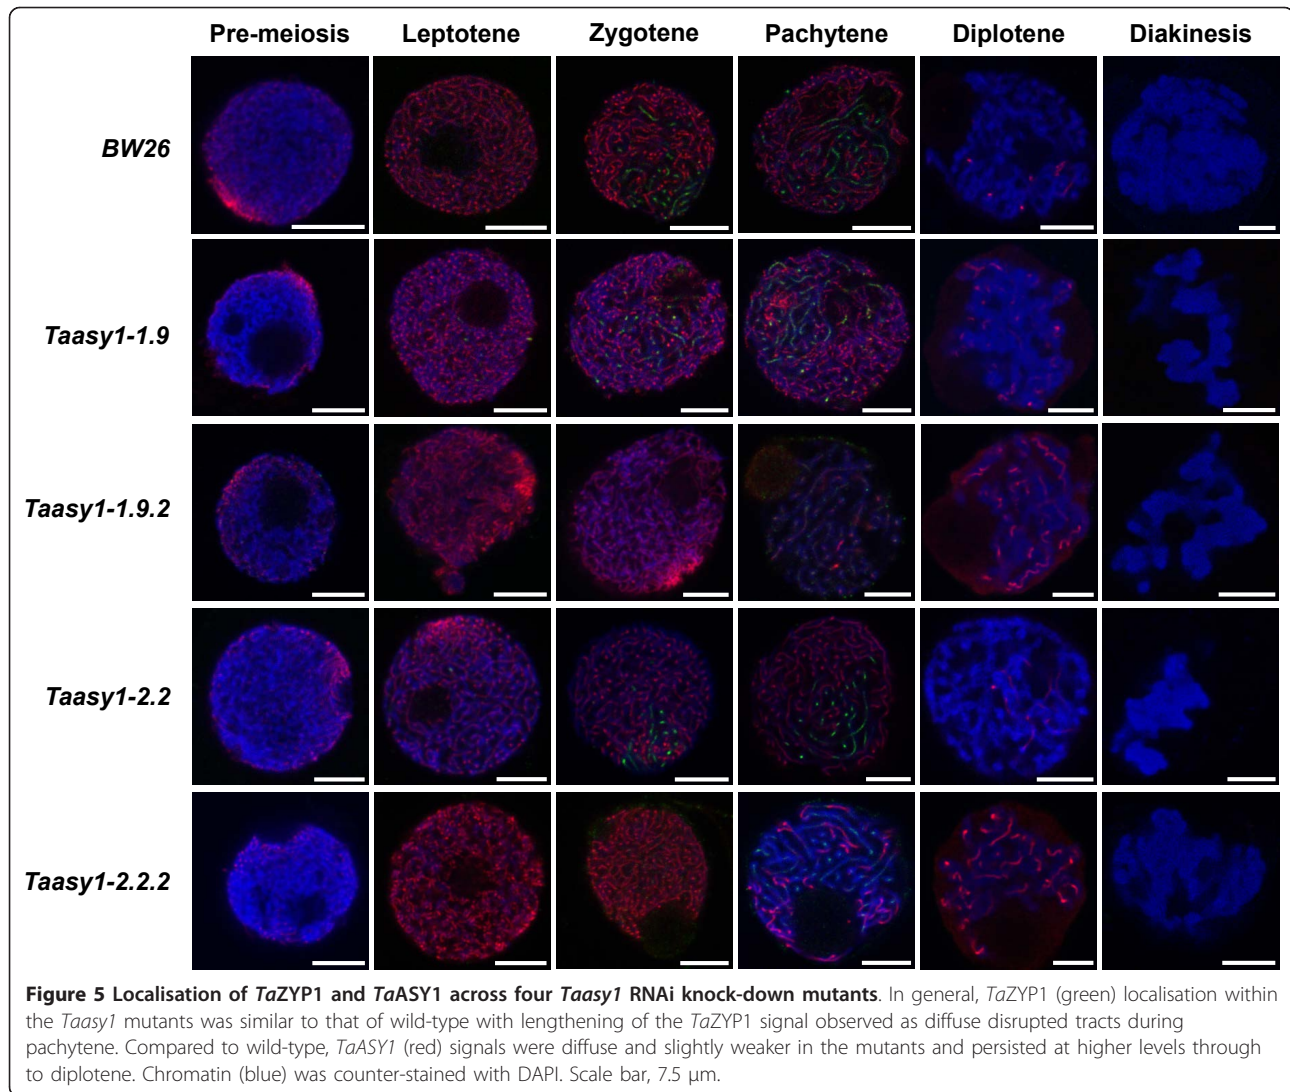 Pre-meiosis Leptotene Zygotene Pachytene Diplotene Diakinesis
BW26
Taasy1-1.9
Taasy1-1.9.2
Taasy1-2.2
Taasy1-2.2.2
Figure 5 Localisation of TaZYP1 and TaASY1 across four Taasy1 RNAi knock-down mutants. In general, TaZYP1 (green) localisation within
the Taasy1 mutants was similar to that of wild-type with lengthening of the TaZYP1 signal observed as diffuse disrupted tracts during
pachytene. Compared to wild-type, TaASY1 (red) signals were diffuse and slightly weaker in the mutants and persisted at higher levels through
to diplotene. Chromatin (blue) was counter-stained with DAPI. Scale bar, 7.5 μm.